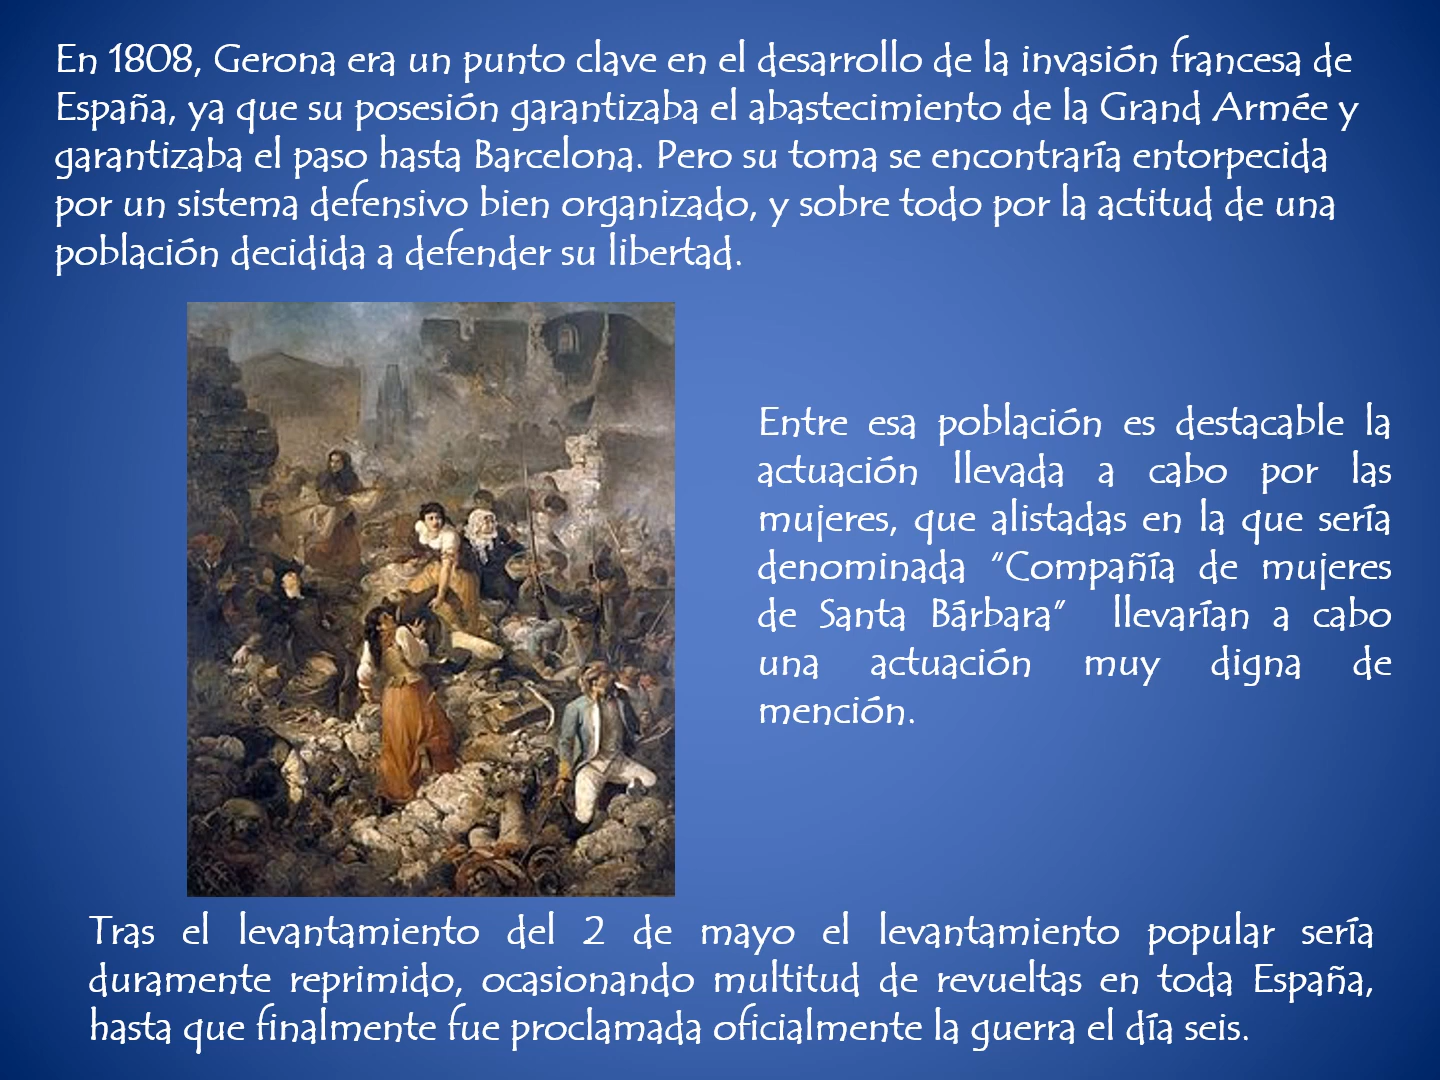 En 1808, Gerona era un punto clave en el desarrollo de la invasión francesa de
España, ya que su posesión garantizaba el abastecimiento de la Grand Armée y
garantizaba el paso hasta Barcelona. Pero su toma se encontraría entorpecida
por un sistema defensivo bien organizado, y sobre todo por la actitud de una
población decidida a defender su libertad.
Entre esa población es destacable la
actuación llevada a cabo por las
mujeres, que alistadas en la que sería
denominada “Compañía de mujeres
de Santa Bárbara” llevarían a cabo
una actuación muy digna de
mención.
Tras el levantamiento del 2 de mayo el levantamiento popular sería
duramente reprimido, ocasionando multitud de revueltas en toda España,
hasta que finalmente fue proclamada oficialmente la guerra el día seis.